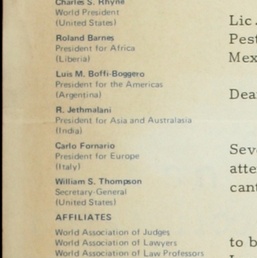 Charles S. Rhyne
World President
(United States)
Roland Barnes
President for Africa
(Liberia)
Luis M. Boffi-Boggero
President for the Americas
(Argentina)
R. Jethmalani
President for Asia and Australasia
(India)
Carlo Fornario
President for Europe
(Italy)
William S. Thompson
Secretary-General
(United States)
AFFILIATES
World Association of Judges
World Association of Lawyers
World Association of Law Professors
Lic.
Pest
Mex
Dea
Sev
atte
cant
to b